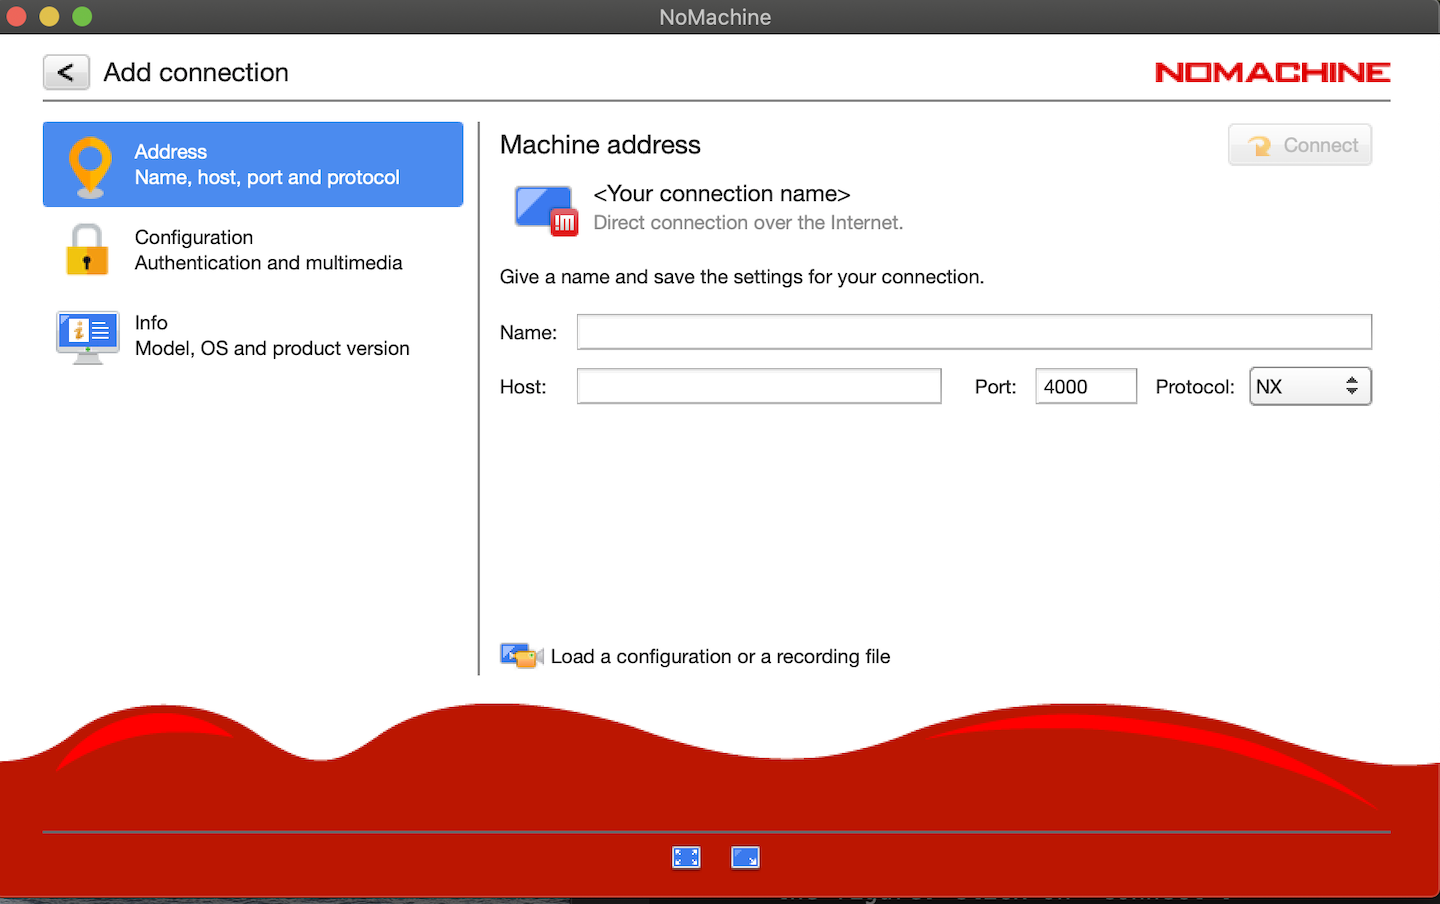 NoMachine
< Add connection
NOMACHINE
Address
Name, host, port and protocol
Configuration
Authentication and multimedia
Info
Model, OS and product version
Machine address
Connect
<Your connection name>
!M
Direct connection over the Internet.
Give a name and save the settings for your connection.
Name:
Host:
Port: 4000
Protocol: NX
Load a configuration or a recording file